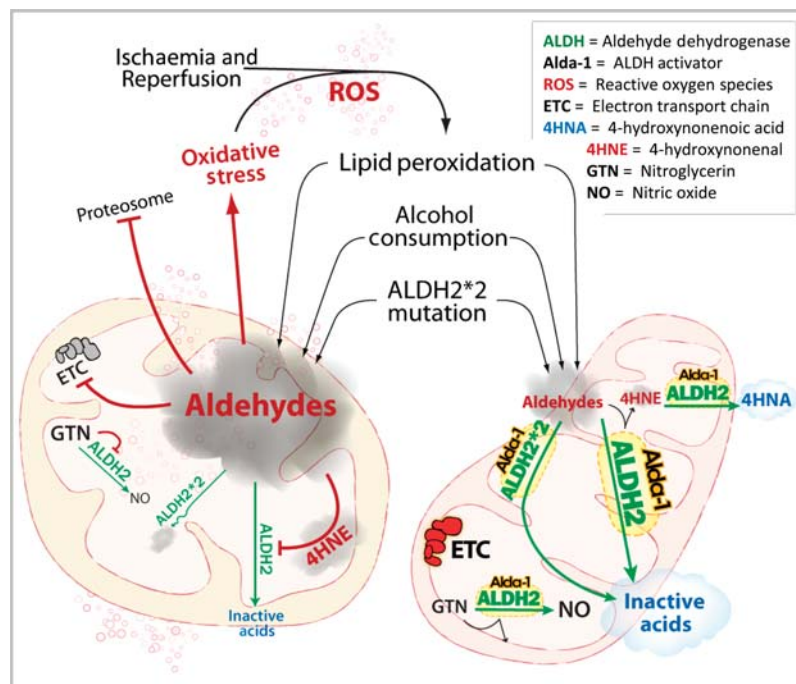 Ischaemia and
Reperfusion
ROS
Oxidative
stress
Lipid peroxidation
Proteosome
Alcohol
consumption
ALDH2*2
mutation
ALDH = Aldehyde dehydrogenase
Alda-1 = ALDH activator
ROS = Reactive oxygen species
ETC = Electron transport chain
4HNA = 4-hydroxynonenoic acid
4HNE = 4-hydroxynonenal
GTN = Nitroglycerin
NO = Nitric oxide
ETC
Aldehydes
GTN
ALDH2
NO
ALDH2*2
ALDH2
4HNE
Inactive
acids
Aldehydes
4HNE
Alda-1
ALDH2
4HNA
Alda-1
ALDH2*2
Alda-1
ALDH2
ETC
GTN
Alda-1
ALDH2
NO
Inactive
acids